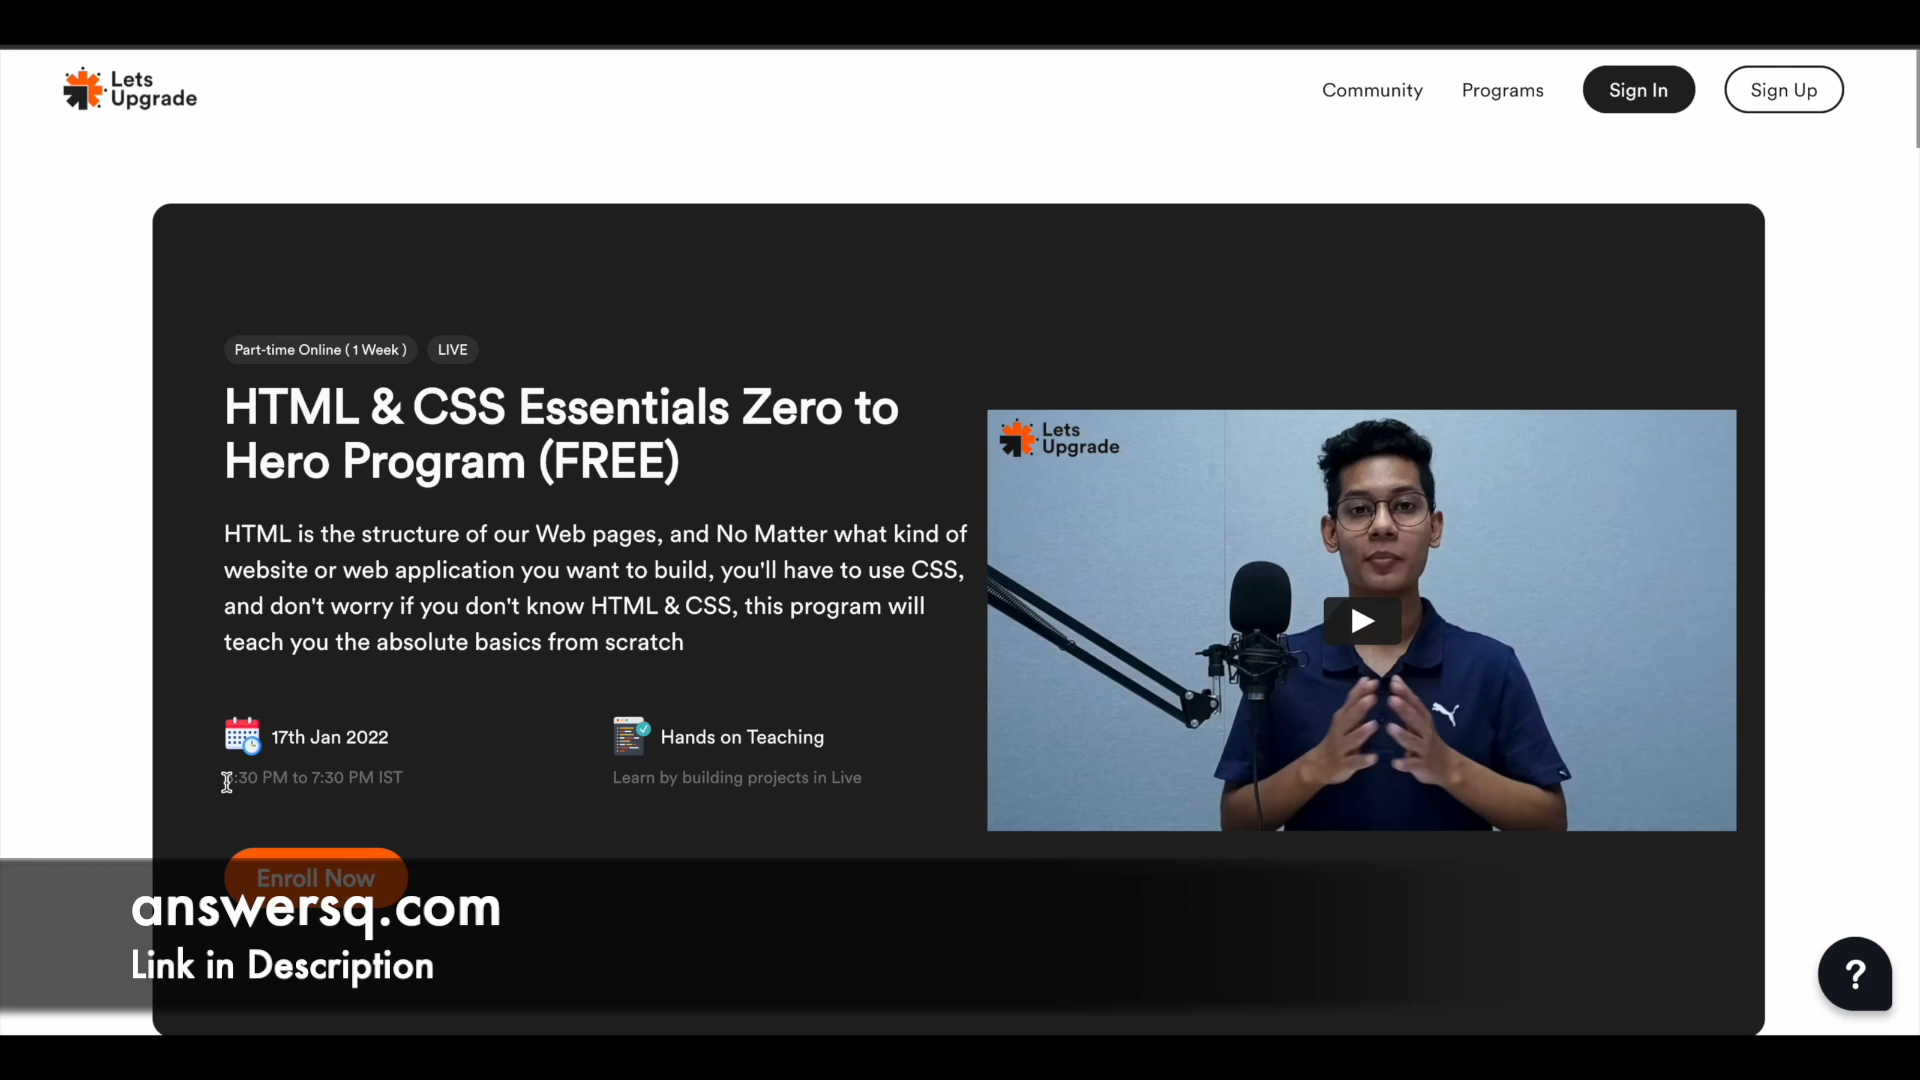 Lets
Upgrade
Community
Programs
Sign In
Sign Up
Part-time Online ( 1 Week )
LIVE
HTML & CSS Essentials Zero to
Hero Program (FREE)
HTML is the structure of our Web pages, and No Matter what kind of
website or web application you want to build, you'll have to use CSS,
and don't worry if you don't know HTML & CSS, this program will
teach you the absolute basics from scratch
17th Jan 2022
:30 PM to 7:30 PM IST
Hands on Teaching
Learn by building projects in Live
Enroll Now
Lets
Upgrade
answersq.com
Link in Description
?